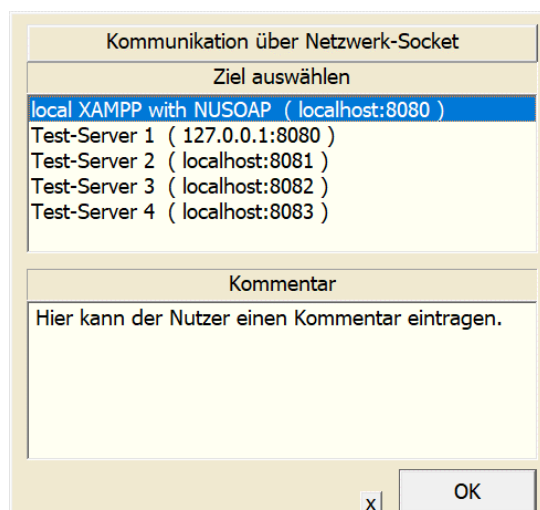 Kommunikation über Netzwerk-Socket
Ziel auswählen
local XAMPP with NUSOAP ( localhost:8080 )
Test-Server 1 ( 127.0.0.1:8080 )
Test-Server 2 ( localhost:8081 )
Test-Server 3 ( localhost:8082 )
Test-Server 4 ( localhost:8083 )
Kommentar
Hier kann der Nutzer einen Kommentar eintragen.
x OK